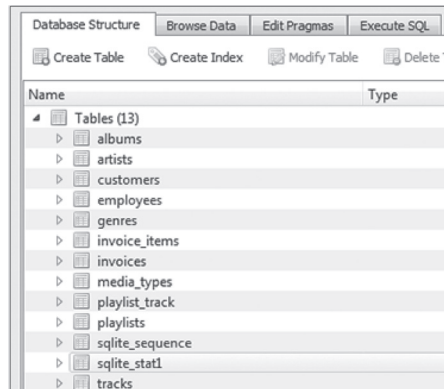 Database Structure Browse Data Edit Pragmas Execute SQL
Create Table Create Index Modify Table Delete
Name Type
Tables (13)
albums
artists
customers
employees
genres
invoice_items
invoices
media_types
playlist_track
playlists
sqlite_sequence
sqlite_stat1
tracks